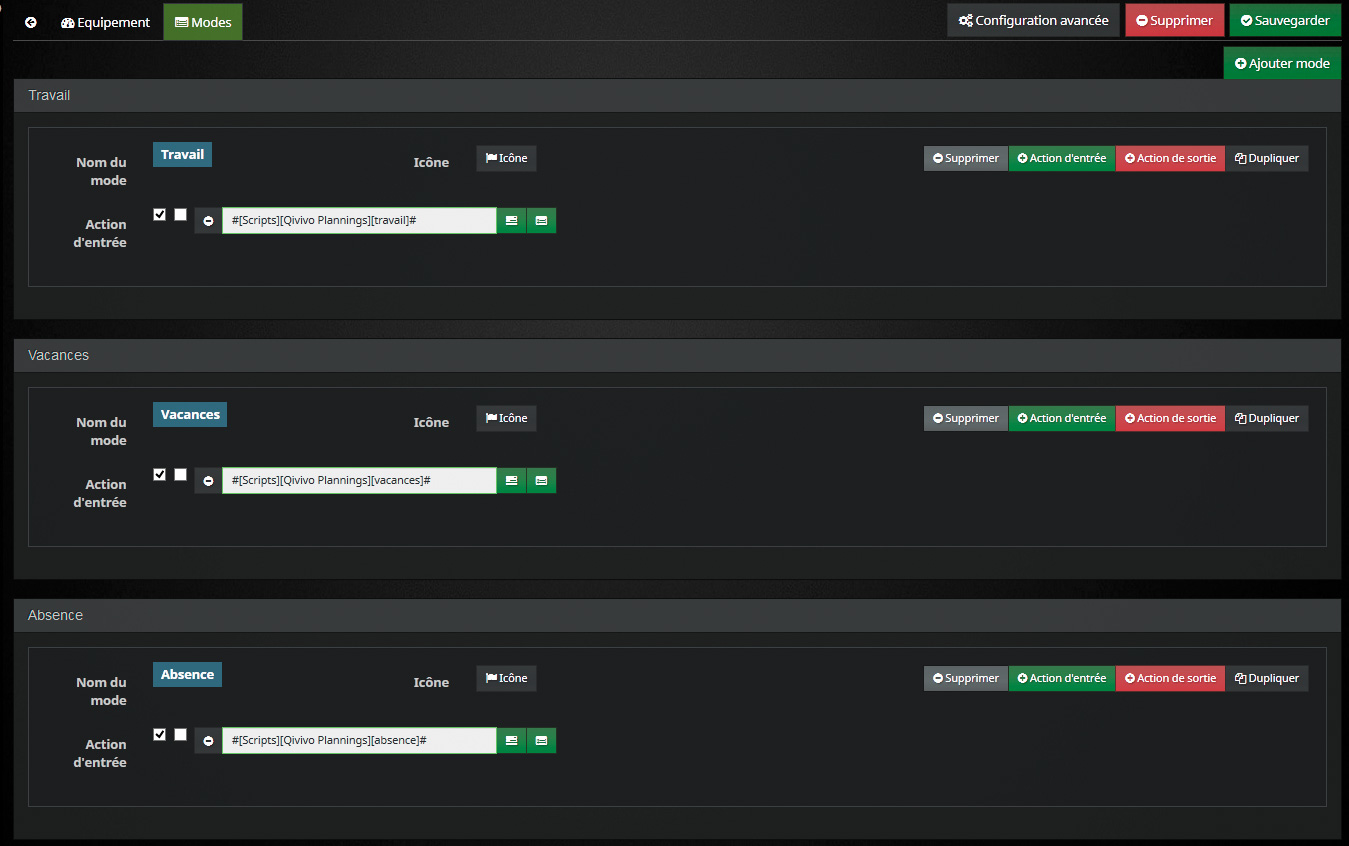 Equipement Modes Configuration avancée Supprimer Sauvegarder
Ajouter mode
Travail
Nom du mode Travail Icône Icône Supprimer Action d'entrée Action de sortie Dupliquer
Action d'entrée #[Scripts][Qivivo Plannings][travail]#
Vacances
Nom du mode Vacances Icône Icône Supprimer Action d'entrée Action de sortie Dupliquer
Action d'entrée #[Scripts][Qivivo Plannings][vacances]#
Absence
Nom du mode Absence Icône Icône Supprimer Action d'entrée Action de sortie Dupliquer
Action d'entrée #[Scripts][Qivivo Plannings][absence]#